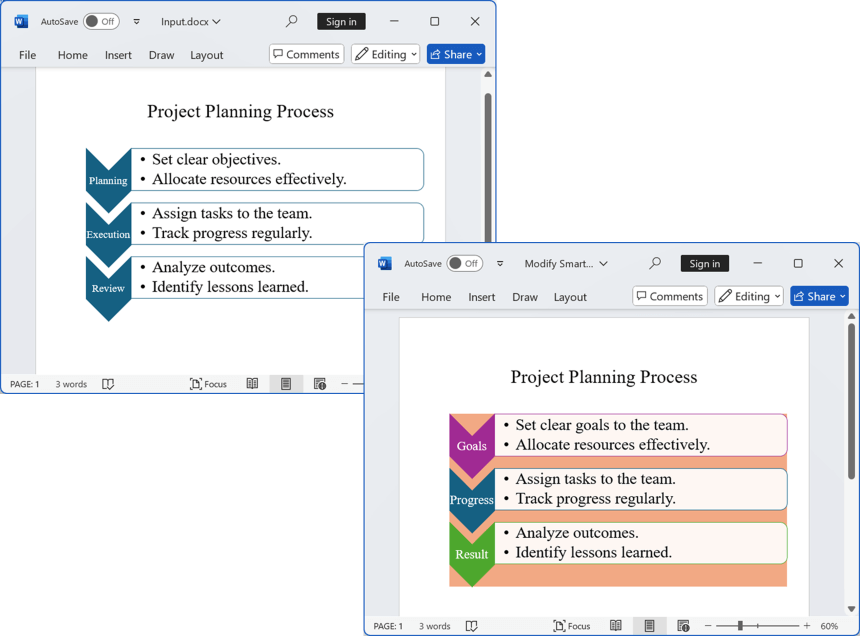 AutoSave Off Input.docx Sign in
File Home Insert Draw Layout Comments Editing Share
Project Planning Process
Planning
• Set clear objectives.
• Allocate resources effectively.
Execution
• Assign tasks to the team.
• Track progress regularly.
Review
• Analyze outcomes.
• Identify lessons learned.
PAGE: 1 3 words Focus
AutoSave Off Modify Smart... Sign in
File Home Insert Draw Layout Comments Editing Share
Project Planning Process
Goals
• Set clear goals to the team.
• Allocate resources effectively.
Progress
• Assign tasks to the team.
• Track progress regularly.
Result
• Analyze outcomes.
• Identify lessons learned.
PAGE: 1 3 words Focus 60%